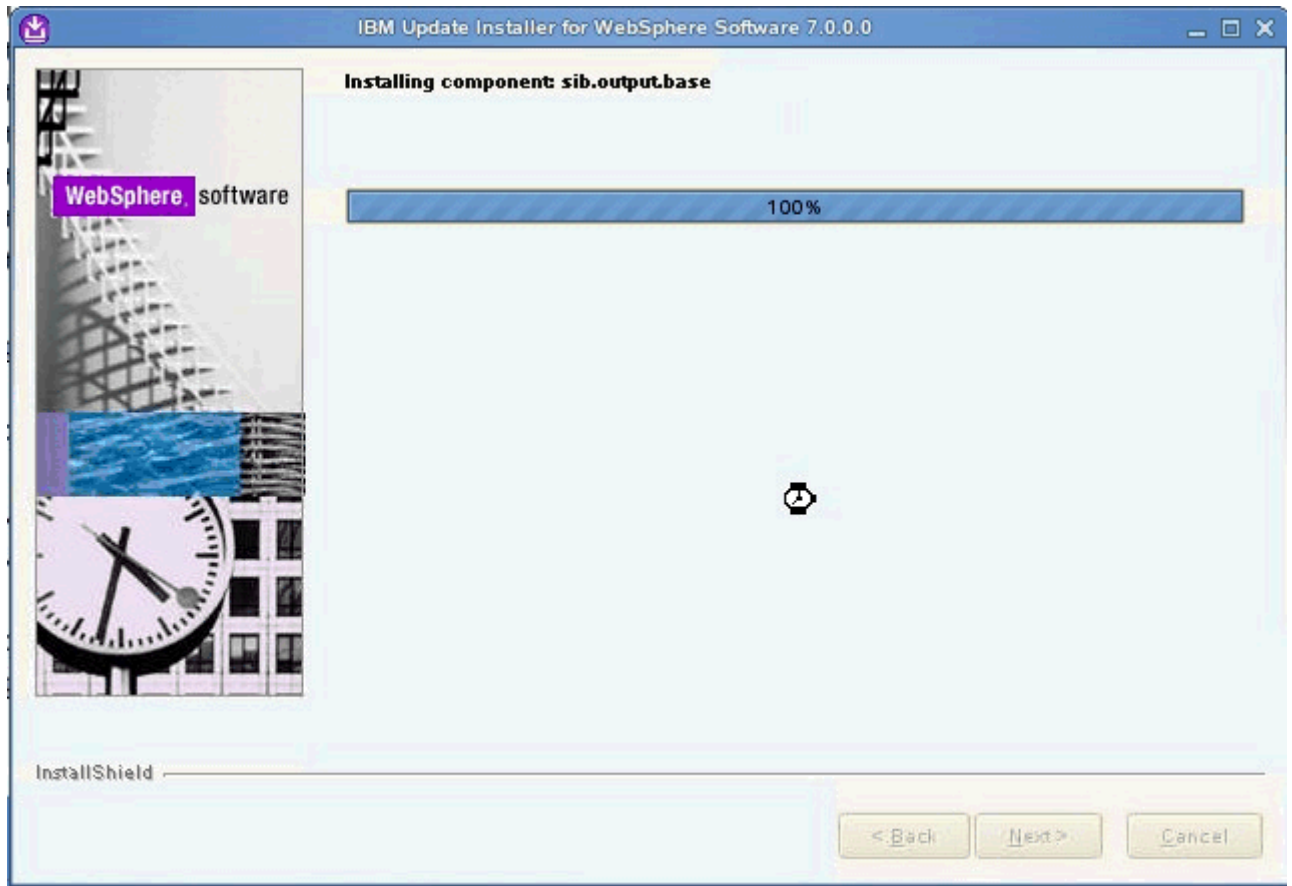 IBM Update Installer for WebSphere Software 7.0.0.0
Installing component: sib.output.base
WebSphere, software
100%
InstallShield
< Back
Next >
Cancel